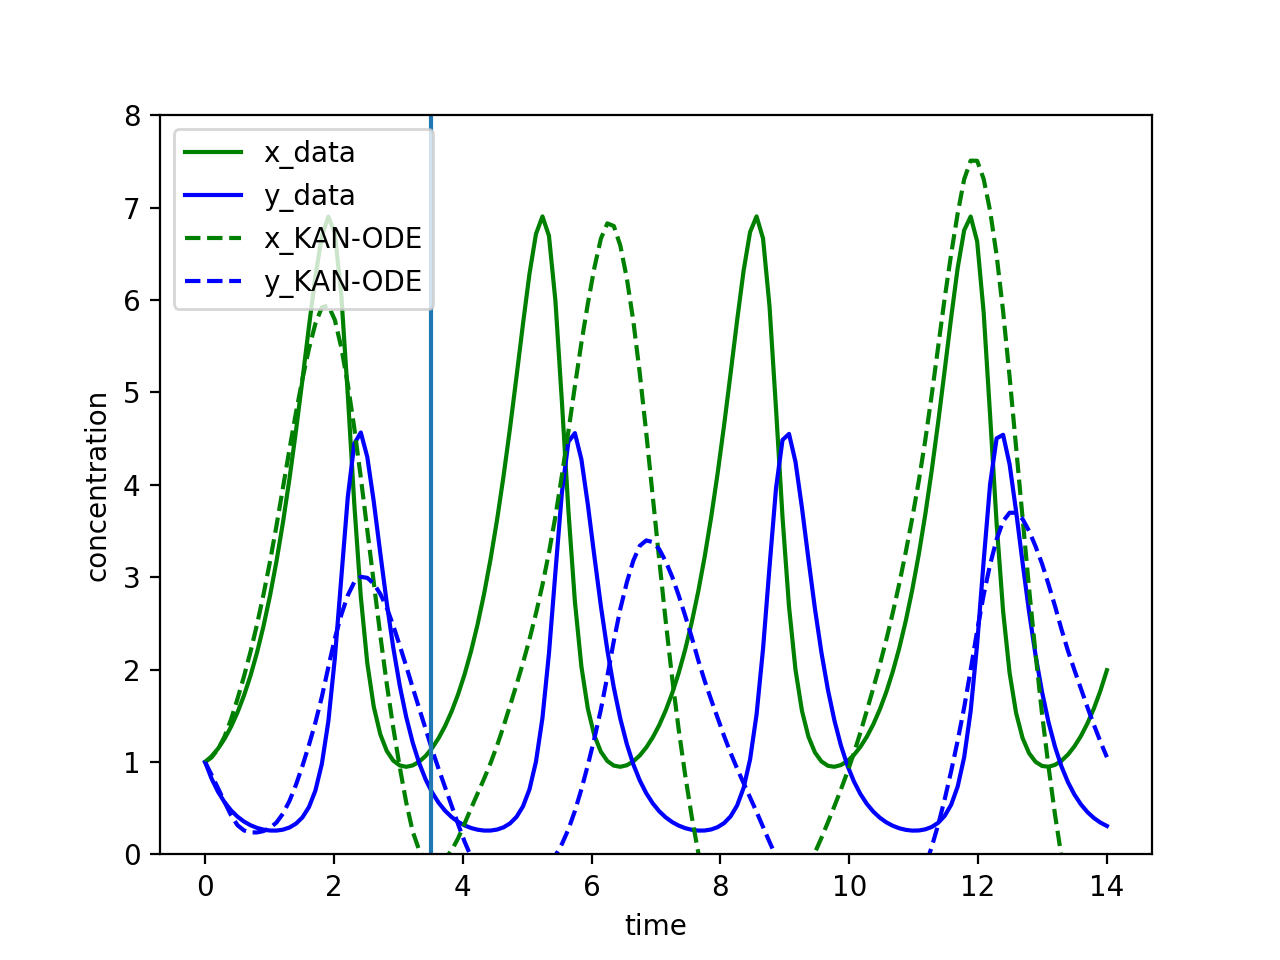 x_data
y_data
x_KAN-ODE
y_KAN-ODE
concentration
8
7
6
5
4
3
2
1
0
0 2 4 6 8 10 12 14
time